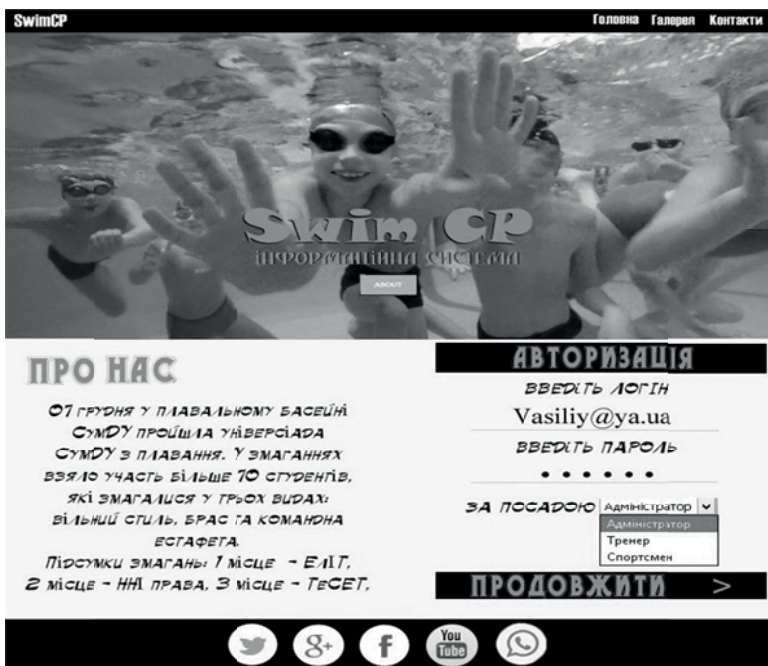 SwimCP
Головна Галерея Контакти
Swim CP
ІНФОРМАЦІЙНА СИСТЕМА
ABOUT
ПРО НАС
07 ГРУДНЯ У ПЛАВАЛЬНОМУ БАСЕЙНІ
СУМДУ ПРОЙШЛА УНІВЕРСІАДА
СУМДУ З ПЛАВАННЯ. У ЗМАГАННЯХ
ВЗЯЛО УЧАСТЬ БІЛЬШЕ 70 СТУДЕНТІВ,
ЯКІ ЗМАГАЛИСЯ У ТРЬОХ ВИДАХ:
ВІЛЬНИЙ СТИЛЬ, БРАС ТА КОМАНДНА
ЕСТАФЕТА.
ПІДСУМКИ ЗМАГАНЬ: 1 МІСЦЕ - ЕЛІТ,
2 МІСЦЕ - ННІ ПРАВА, 3 МІСЦЕ - ТЕСЕТ,
АВТОРИЗАЦІЯ
ВВЕДІТЬ ЛОГІН
Vasiliy@ya.ua
ВВЕДІТЬ ПАРОЛЬ
• • • • • •
ЗА ПОСАДОЮ Адміністратор
Адміністратор
Тренер
Спортсмен
ПРОДОВЖИТИ >
g+
f
You
Tube